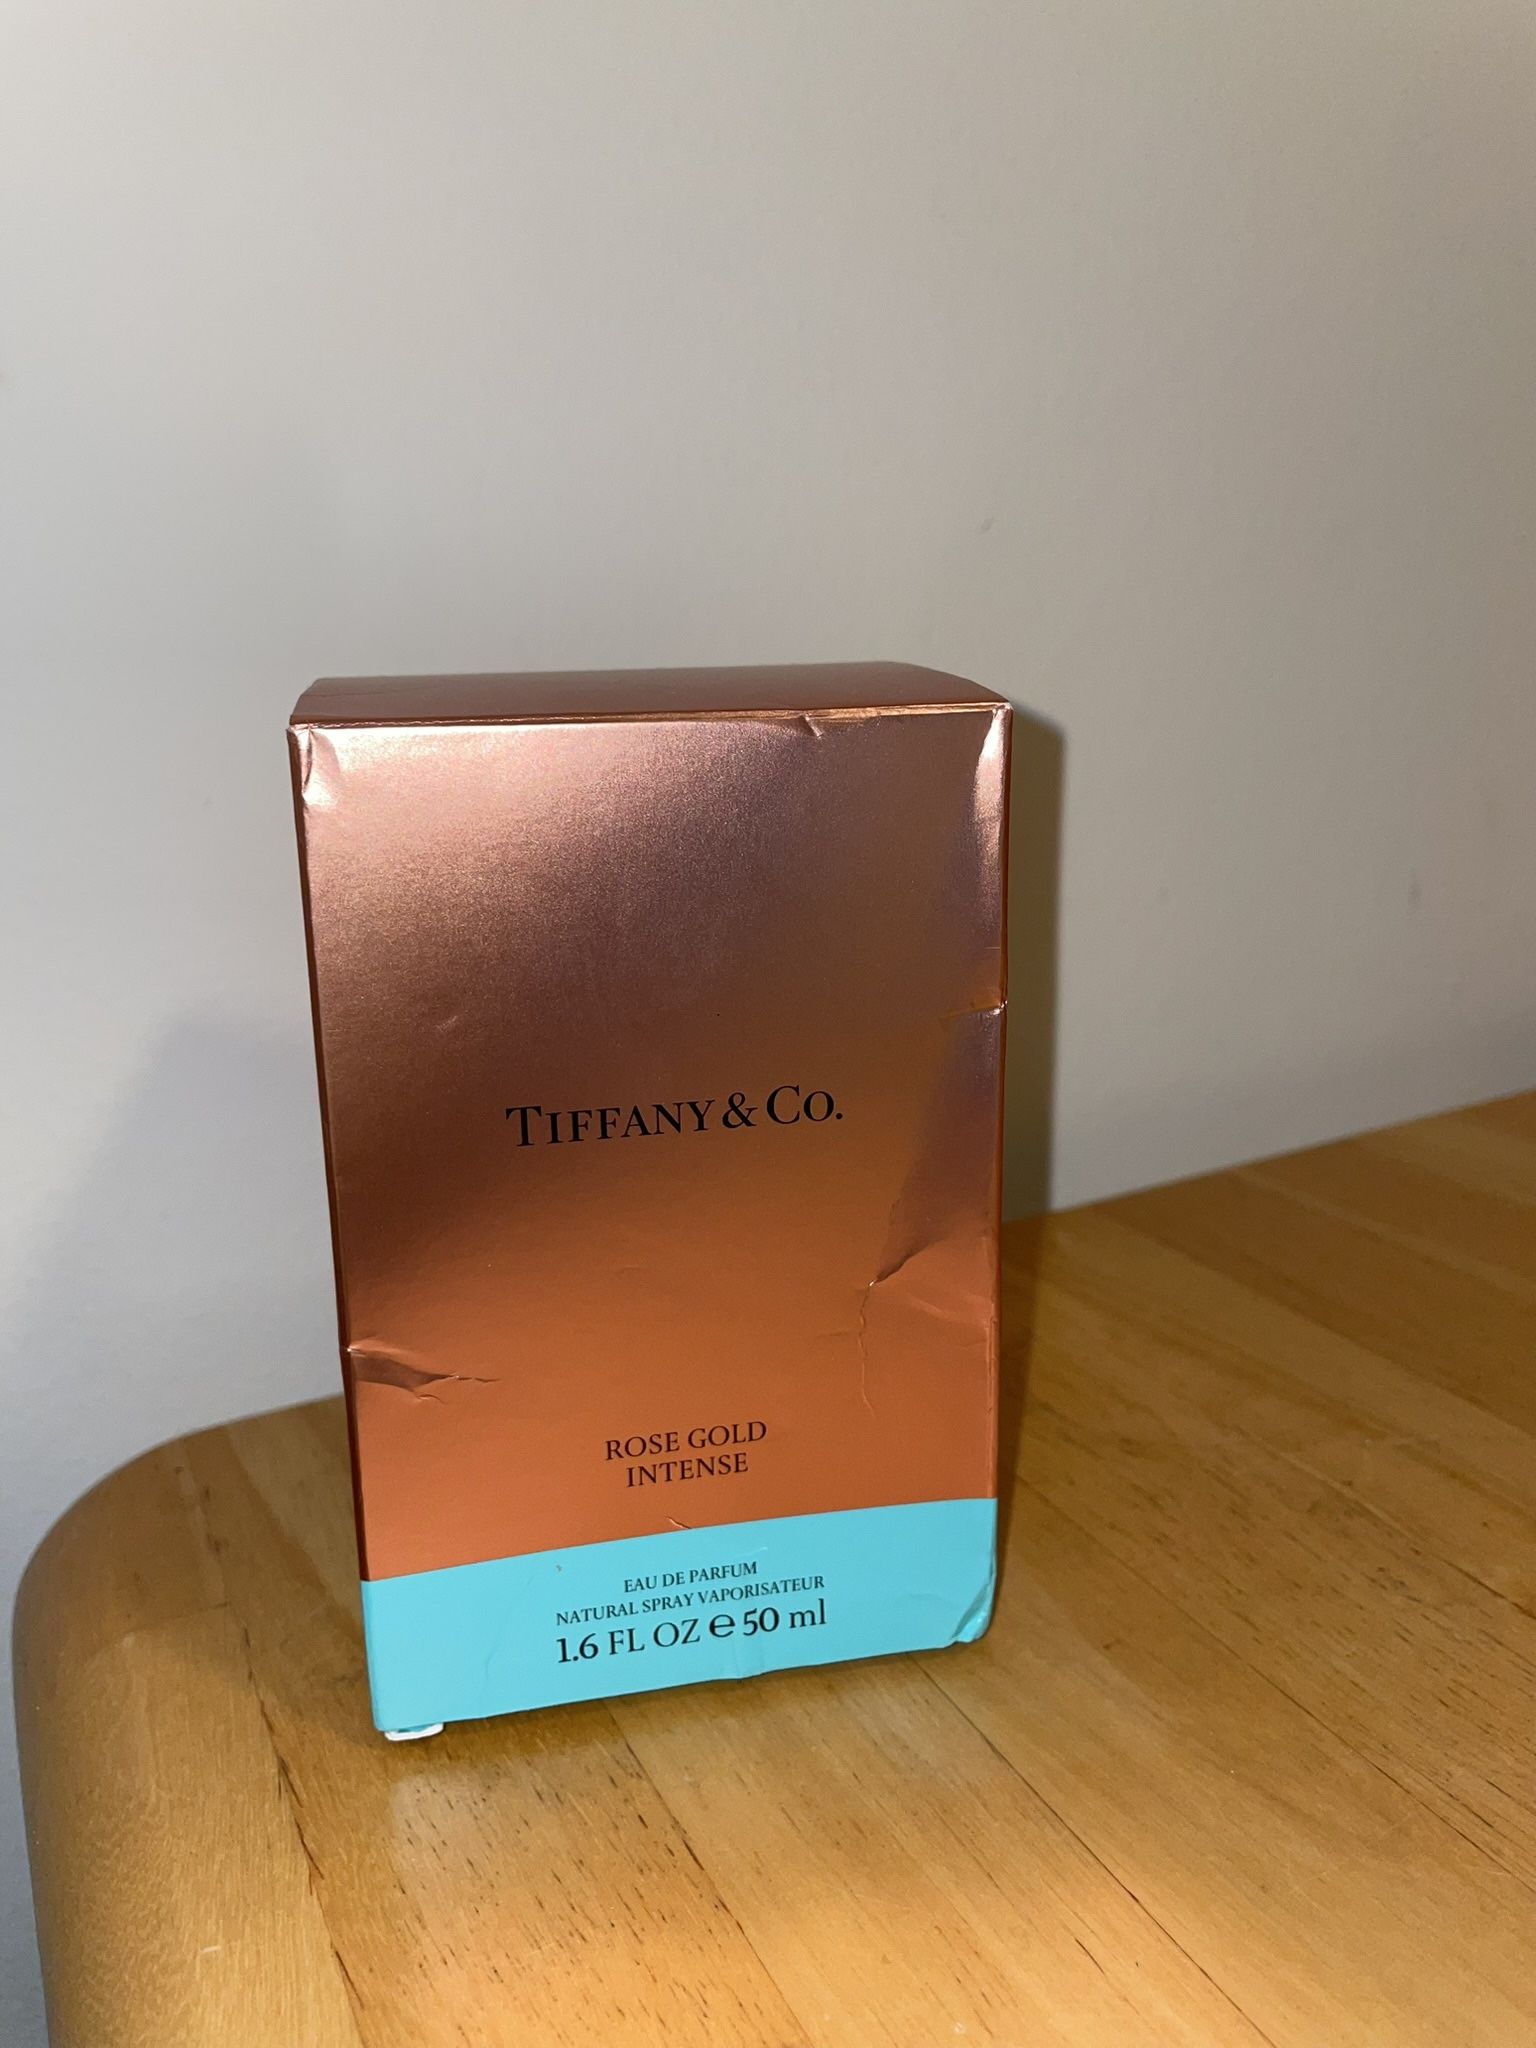 TIFFANY & CO.
ROSE GOLD
INTENSE
EAU DE PARFUM
NATURAL SPRAY VAPORISATEUR
1.6 FL OZ ℮ 50 ml